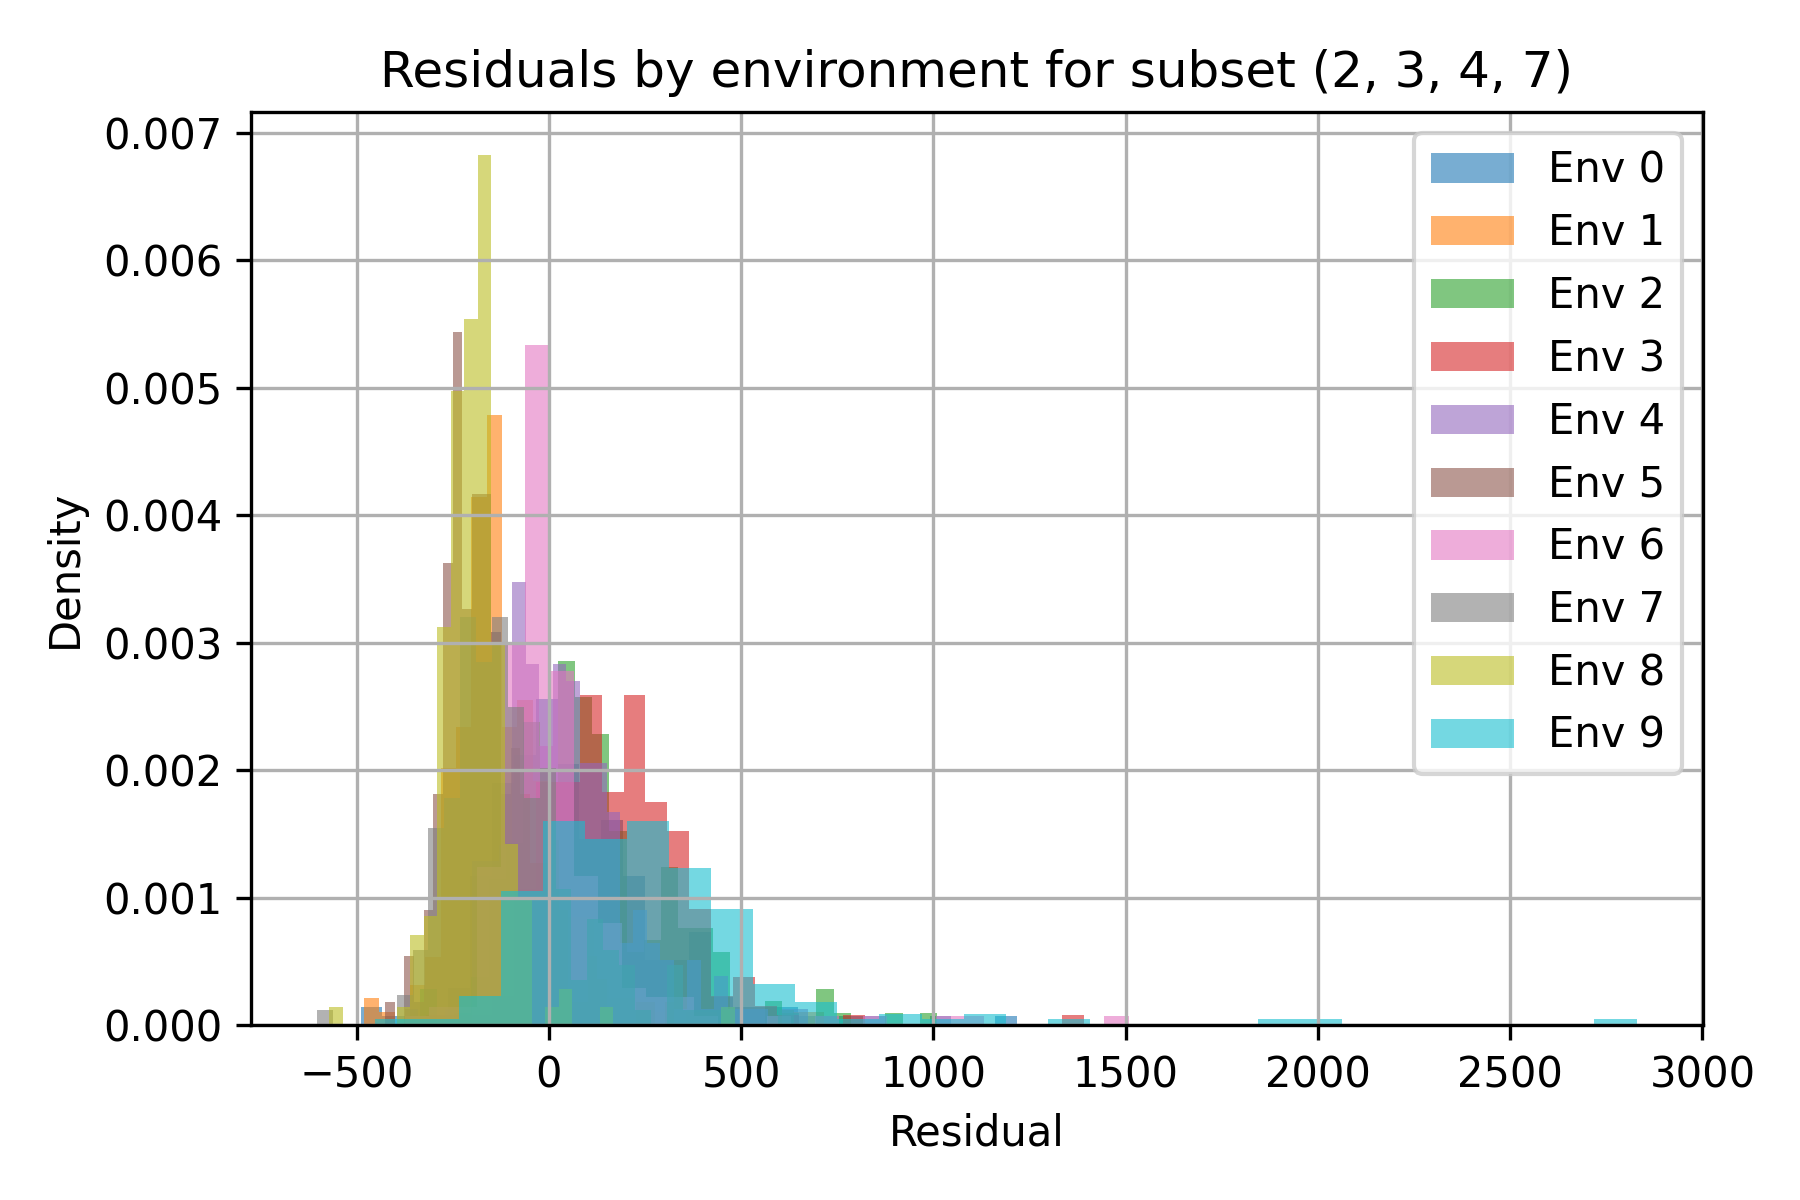 Residuals by environment for subset (2, 3, 4, 7)
0.007
0.006
0.005
0.004
0.003
0.002
0.001
0.000
Density
−500
0
500
1000
1500
2000
2500
3000
Residual
Env 0
Env 1
Env 2
Env 3
Env 4
Env 5
Env 6
Env 7
Env 8
Env 9